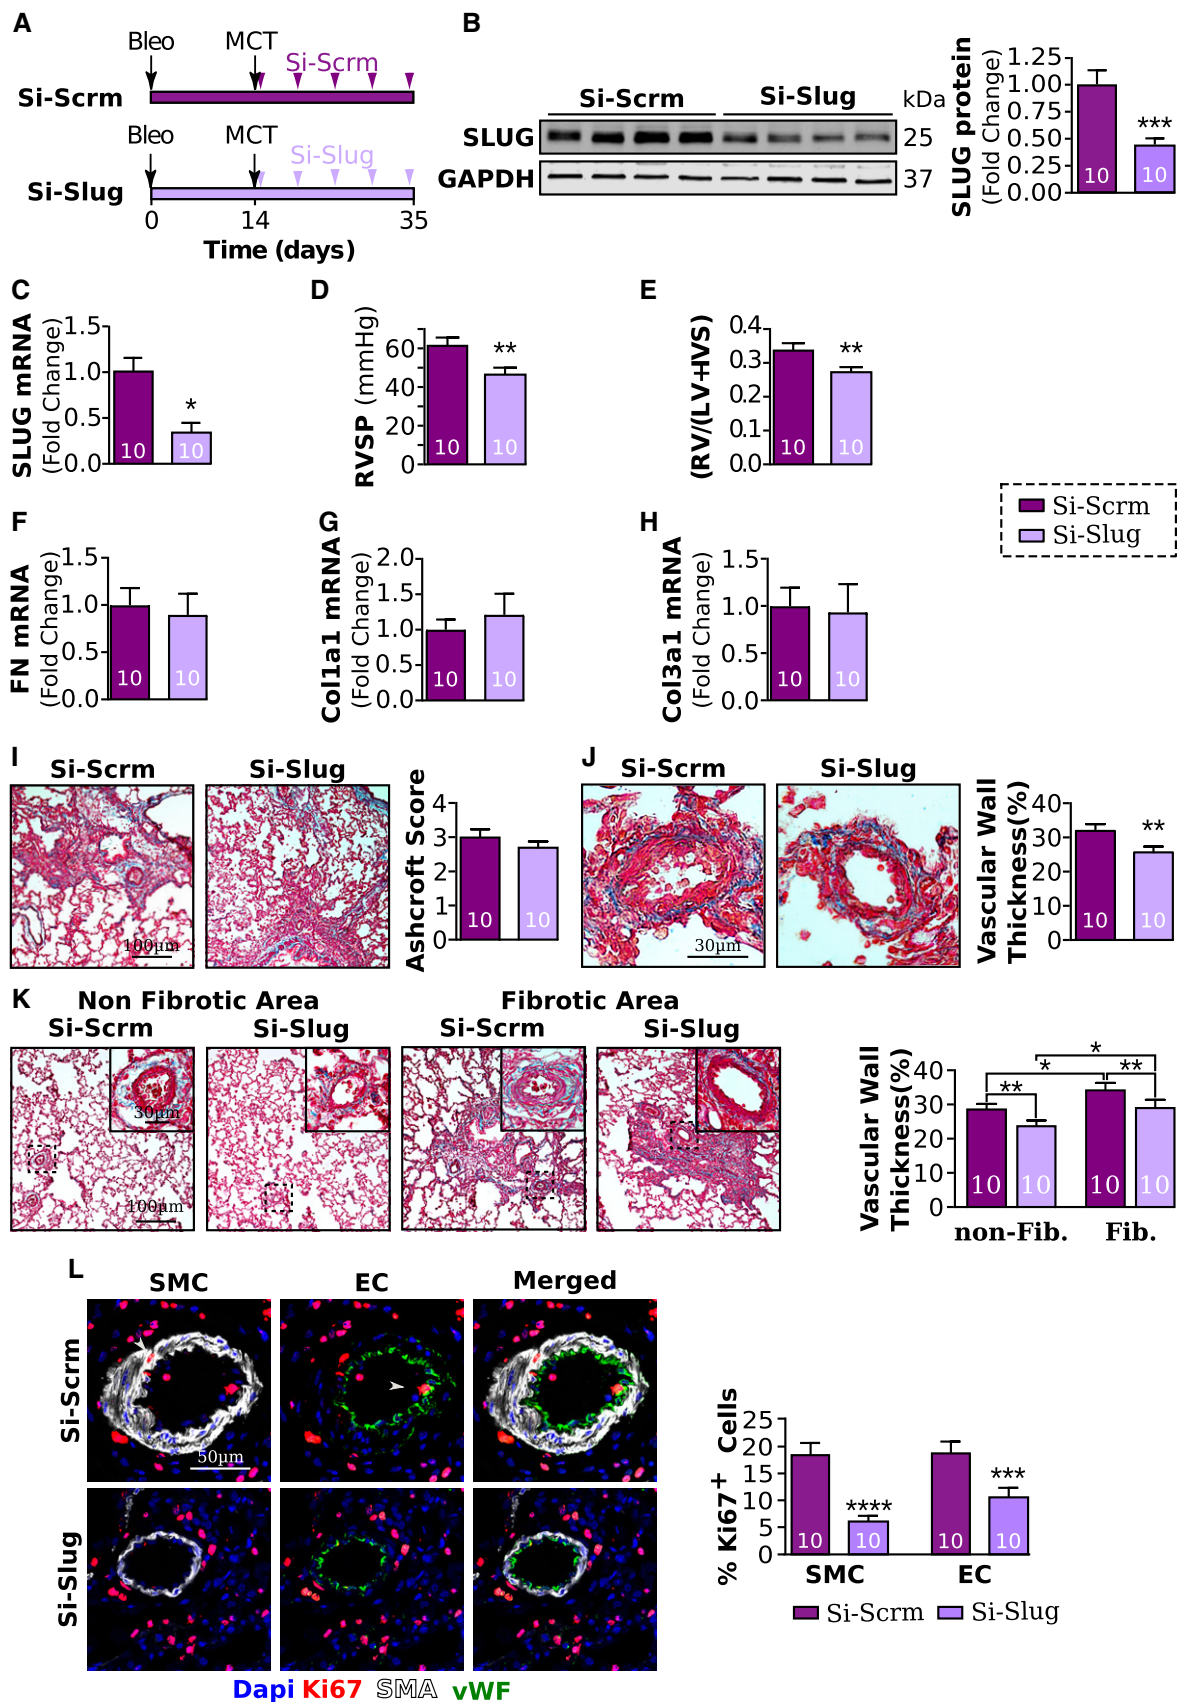 A
Bleo MCT
Si-Scrm
Si-Scrm
Bleo MCT
Si-Slug
Si-Slug
0 14 35
Time (days)
B
Si-Scrm Si-Slug kDa
SLUG 25
GAPDH 37
SLUG protein
(Fold Change)
1.25
1.00
0.75
0.50
0.25
0.00
***
10 10
C
SLUG mRNA
(Fold Change)
1.5
1.0
0.5
0.0
*
10 10
D
RVSP (mmHg)
60
40
20
0
**
10 10
E
(RV/(LV+IVS)
0.4
0.3
0.2
0.1
0.0
**
10 10
Si-Scrm
Si-Slug
F
FN mRNA
(Fold Change)
1.5
1.0
0.5
0.0
10 10
G
Col1a1 mRNA
(Fold Change)
2.0
1.5
1.0
0.5
0.0
10 10
H
Col3a1 mRNA
(Fold Change)
1.5
1.0
0.5
0.0
10 10
I
Si-Scrm Si-Slug
100µm
Ashcroft Score
4
3
2
1
0
10 10
J
Si-Scrm Si-Slug
30µm
Vascular Wall
Thickness(%)
40
30
20
10
0
**
10 10
K
Non Fibrotic Area Fibrotic Area
Si-Scrm Si-Slug Si-Scrm Si-Slug
30µm
100µm
Vascular Wall
Thickness(%)
40
30
20
10
0
*
* **
**
10 10 10 10
non-Fib. Fib.
L
SMC EC Merged
Si-Scrm
50µm
Si-Slug
Dapi Ki67 SMA vWF
% Ki67+ Cells
25
20
15
10
5
0
**** ***
10 10 10 10
SMC EC
Si-Scrm Si-Slug